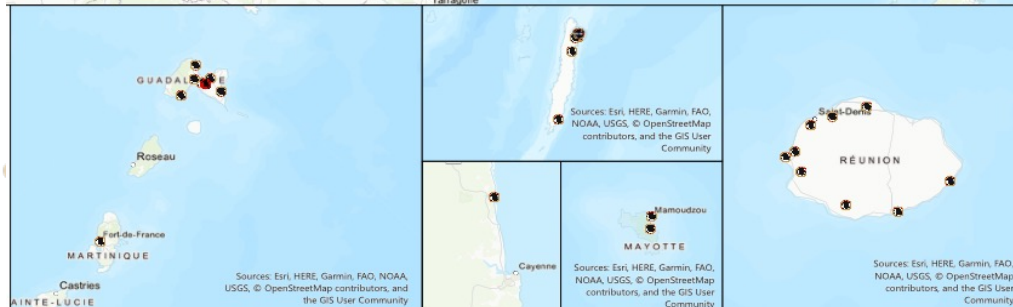 Tarragone
GUADAL
E
Roseau
Fort-de-France
MARTINIQUE
Castries
AINTE-LUCIE
Sources: Esri, HERE, Garmin, FAO, NOAA,
USGS, © OpenStreetMap contributors, and
the GIS User Community
Sources: Esri, HERE, Garmin, FAO,
NOAA, USGS, © OpenStreetMap
contributors, and the GIS User
Community
Cayenne
Mamoudzou
MAYOTTE
Sources: Esri, HERE, Garmin, FAO,
NOAA, USGS, © OpenStreetMap
contributors, and the GIS User
Community
Saint-Denis
RÉUNION
Sources: Esri, HERE, Garmin, FAO,
NOAA, USGS, © OpenStreetMap
contributors, and the GIS User
Community